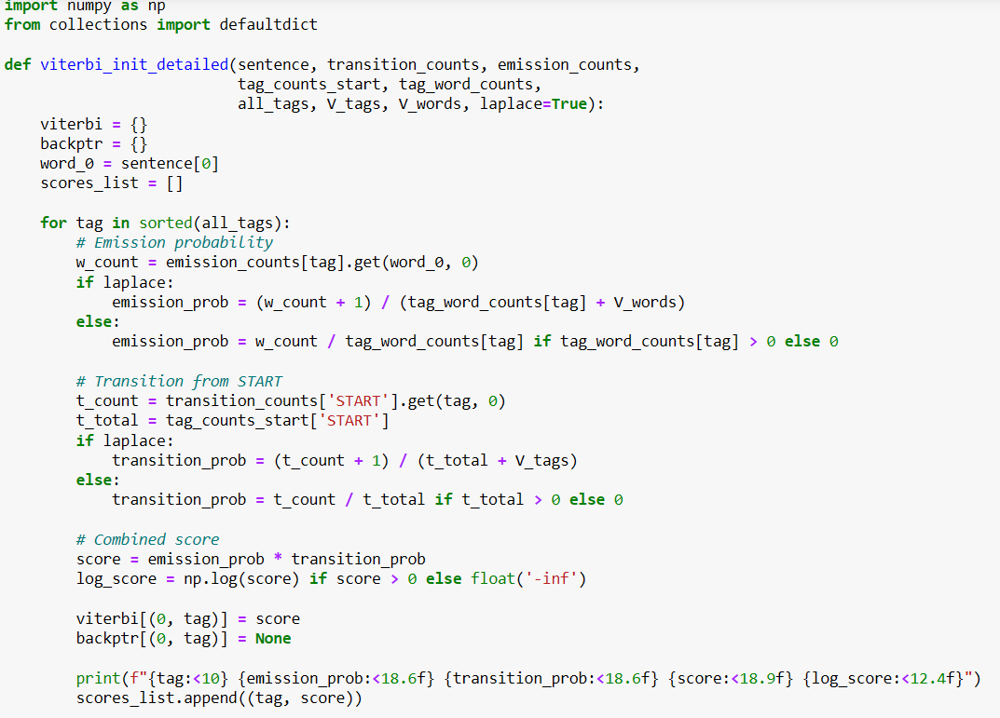 import numpy as np
from collections import defaultdict

def viterbi_init_detailed(sentence, transition_counts, emission_counts,
                          tag_counts_start, tag_word_counts,
                          all_tags, V_tags, V_words, laplace=True):
    viterbi = {}
    backptr = {}
    word_0 = sentence[0]
    scores_list = []

    for tag in sorted(all_tags):
        # Emission probability
        w_count = emission_counts[tag].get(word_0, 0)
        if laplace:
            emission_prob = (w_count + 1) / (tag_word_counts[tag] + V_words)
        else:
            emission_prob = w_count / tag_word_counts[tag] if tag_word_counts[tag] > 0 else 0

        # Transition from START
        t_count = transition_counts['START'].get(tag, 0)
        t_total = tag_counts_start['START']
        if laplace:
            transition_prob = (t_count + 1) / (t_total + V_tags)
        else:
            transition_prob = t_count / t_total if t_total > 0 else 0

        # Combined score
        score = emission_prob * transition_prob
        log_score = np.log(score) if score > 0 else float('-inf')

        viterbi[(0, tag)] = score
        backptr[(0, tag)] = None

        print(f"{tag:<10} {emission_prob:<18.6f} {transition_prob:<18.6f} {score:<18.9f} {log_score:<12.4f}")
        scores_list.append((tag, score))